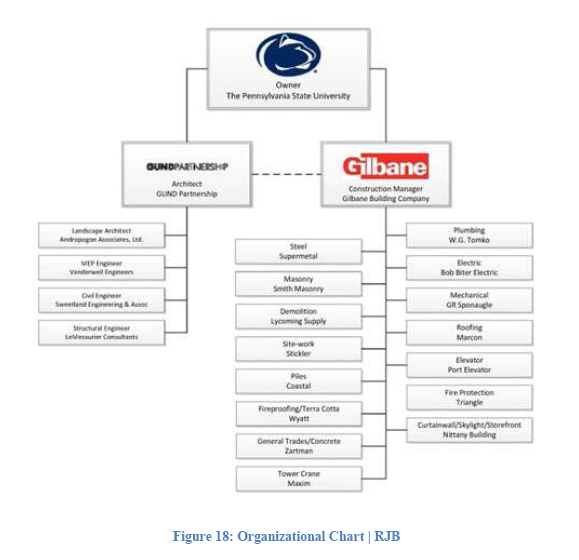 Owner
The Pennsylvania State University
GUNDPARTNERSHIP
Architect
GUND Partnership
Gilbane
Construction Manager
Gilbane Building Company
Landscape Architect
Andropogon Associates, Ltd.
MEP Engineer
Vanderweil Engineers
Civil Engineer
Sweetland Engineering & Assoc
Structural Engineer
LeMessurier Consultants
Steel
Supermetal
Masonry
Smith Masonry
Demolition
Lycoming Supply
Site-work
Stickler
Piles
Coastal
Fireproofing/Terra Cotta
Wyatt
General Trades/Concrete
Zartman
Tower Crane
Maxim
Plumbing
W.G. Tomko
Electric
Bob Biter Electric
Mechanical
GR Sponaugle
Roofing
Marcon
Elevator
Port Elevator
Fire Protection
Triangle
Curtainwall/Skylight/Storefront
Nittany Building
Figure 18: Organizational Chart | RJB